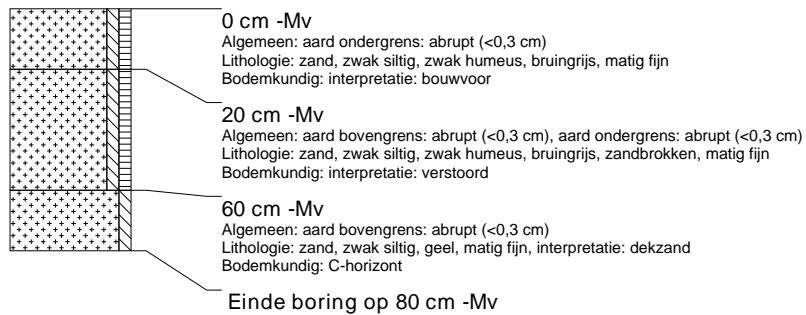 0 cm -Mv
Algemeen: aard ondergrens: abrupt (<0,3 cm)
Lithologie: zand, zwak siltig, zwak humeus, bruingrijs, matig fijn
Bodemkundig: interpretatie: bouwvoor
20 cm -Mv
Algemeen: aard bovengrens: abrupt (<0,3 cm), aard ondergrens: abrupt (<0,3 cm)
Lithologie: zand, zwak siltig, zwak humeus, bruingrijs, zandbrokken, matig fijn
Bodemkundig: interpretatie: verstoord
60 cm -Mv
Algemeen: aard bovengrens: abrupt (<0,3 cm)
Lithologie: zand, zwak siltig, geel, matig fijn, interpretatie: dekzand
Bodemkundig: C-horizont
Einde boring op 80 cm -Mv